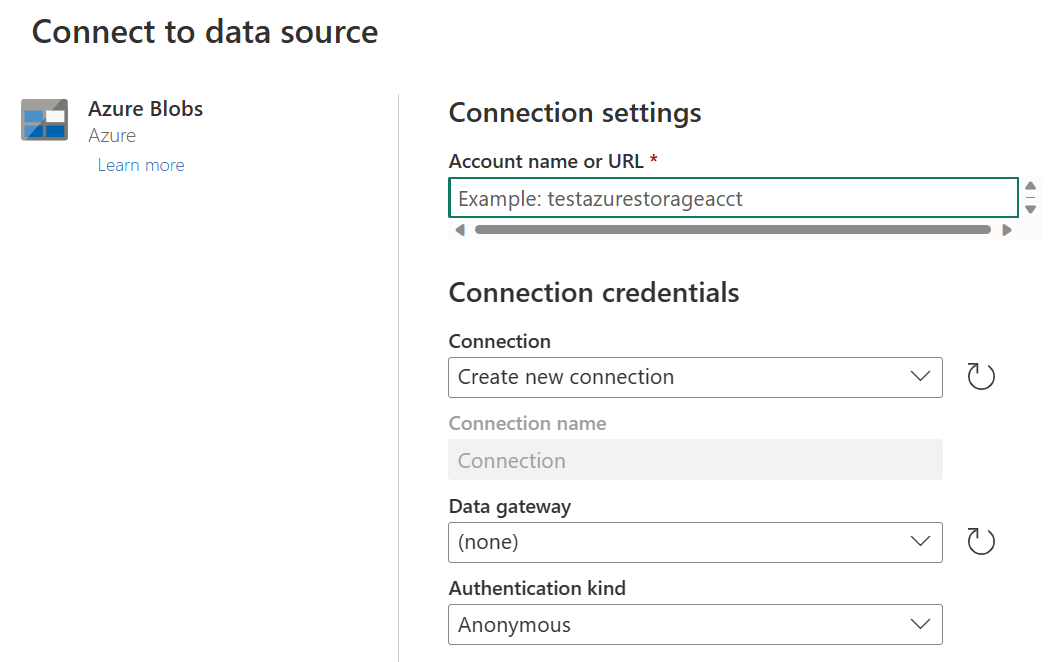 Connect to data source
Azure Blobs
Azure
Learn more
Connection settings
Account name or URL *
Example: testazurestorageacct
Connection credentials
Connection
Create new connection
Connection name
Connection
Data gateway
(none)
Authentication kind
Anonymous